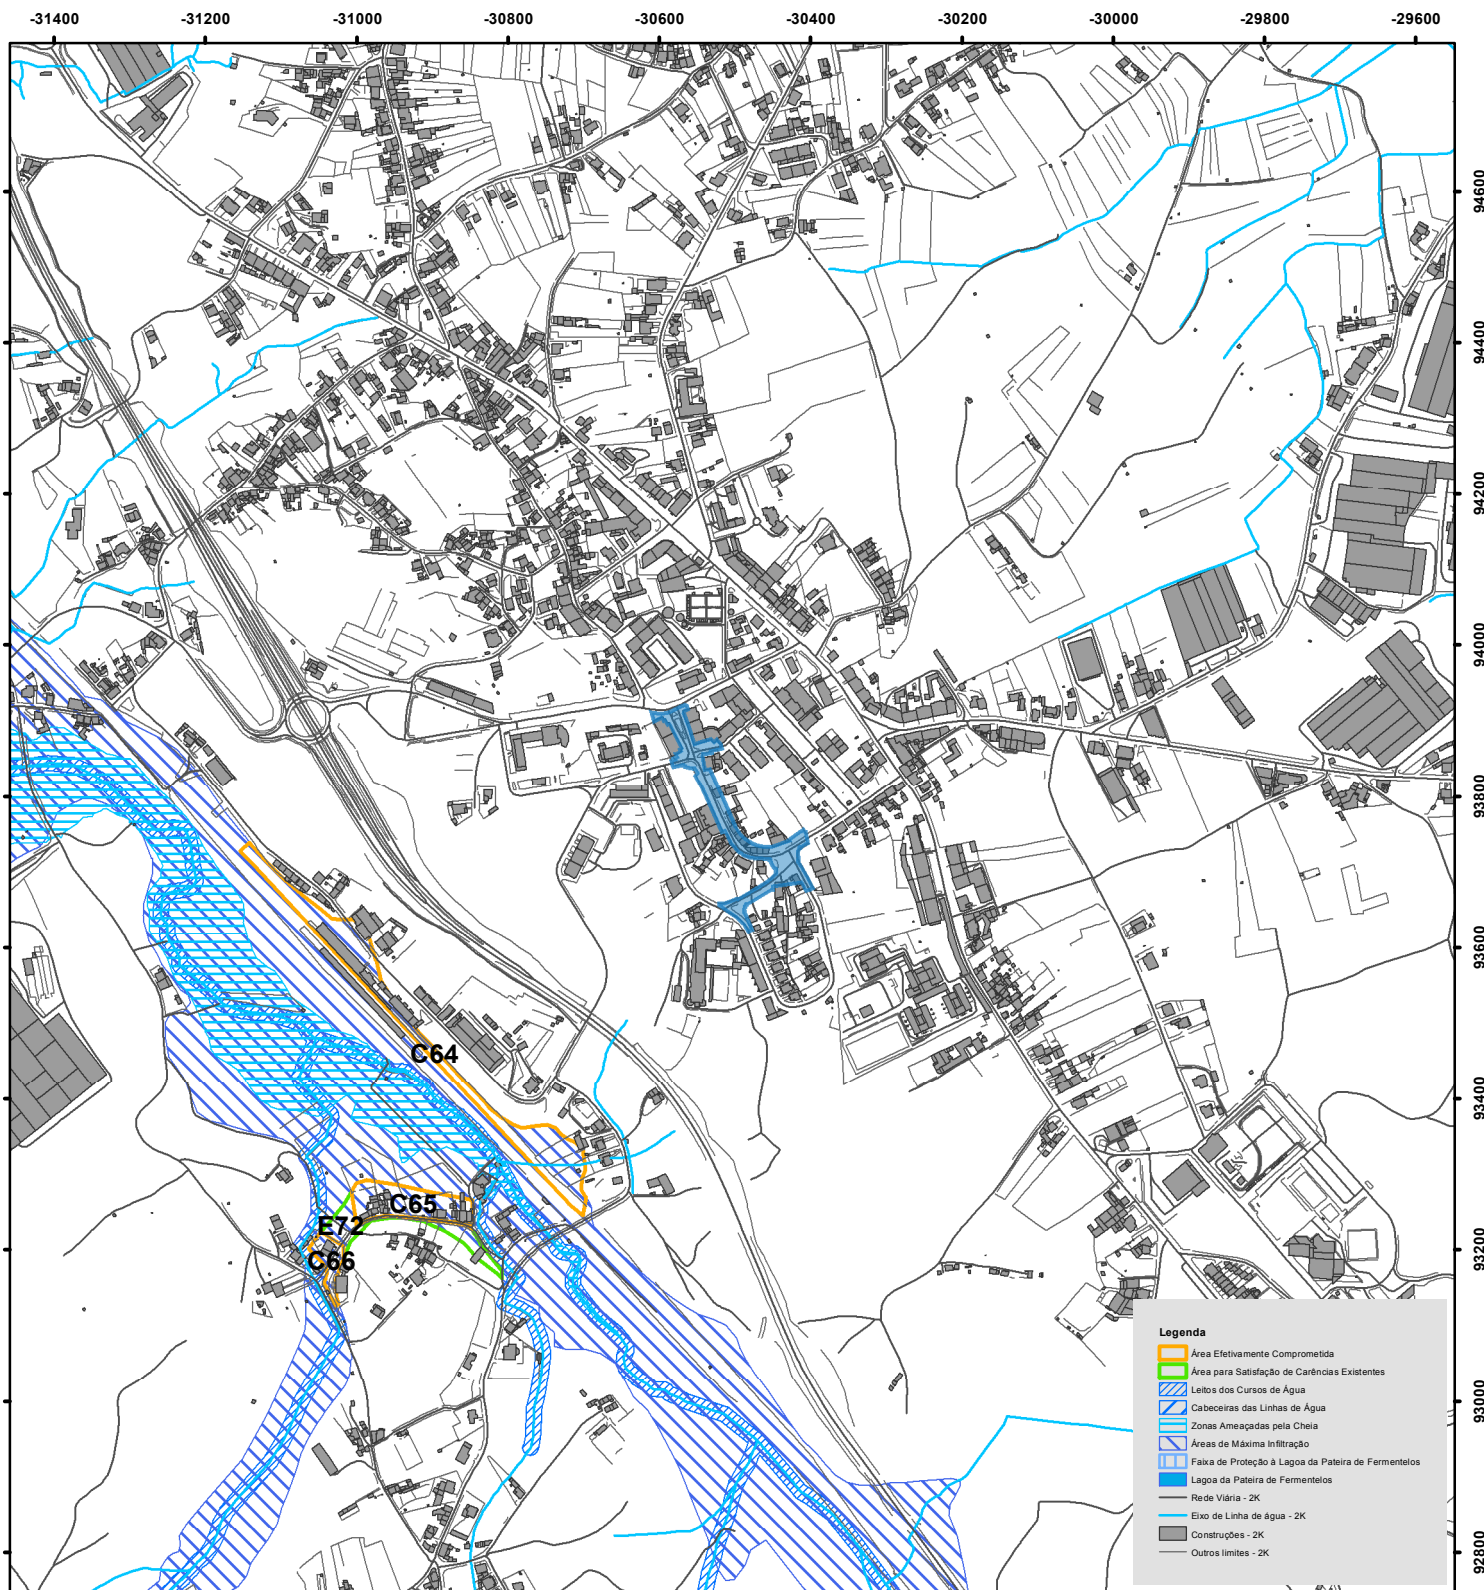 -31400 -31200 -31000 -30800 -30600 -30400 -30200 -30000 -29800 -29600
94600
94400
94200
94000
93800
93600
93400
93200
93000
92800
C64
C65
E72
C66
Legenda
Área Efetivamente Comprometida
Área para Satisfação de Carências Existentes
Leitos dos Cursos de Água
Cabeceiras das Linhas de Água
Zonas Ameaçadas pela Cheia
Áreas de Máxima Infiltração
Faixa de Proteção à Lagoa da Pateira de Fermentelos
Lagoa da Pateira de Fermentelos
Rede Viária - 2K
Eixo de Linha de água - 2K
Construções - 2K
Outros limites - 2K